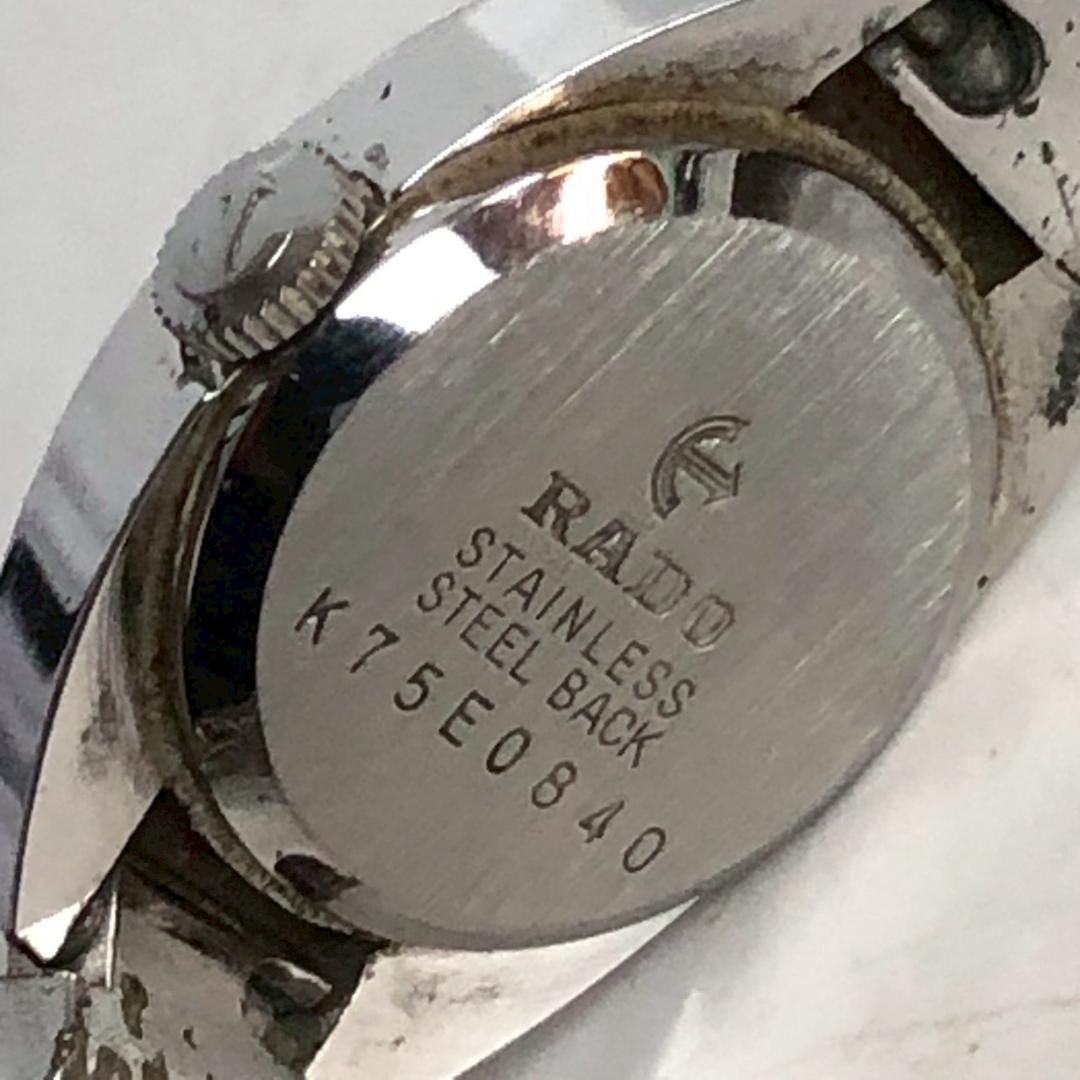 RADO
STAINLESS
STEEL BACK
K75E0840